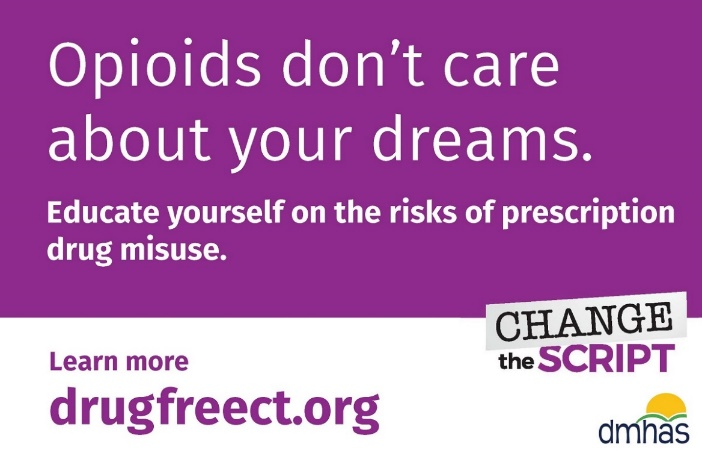 Opioids don’t care
about your dreams.
Educate yourself on the risks of prescription
drug misuse.
CHANGE
the SCRIPT
Learn more
drugfreect.org
dmhas